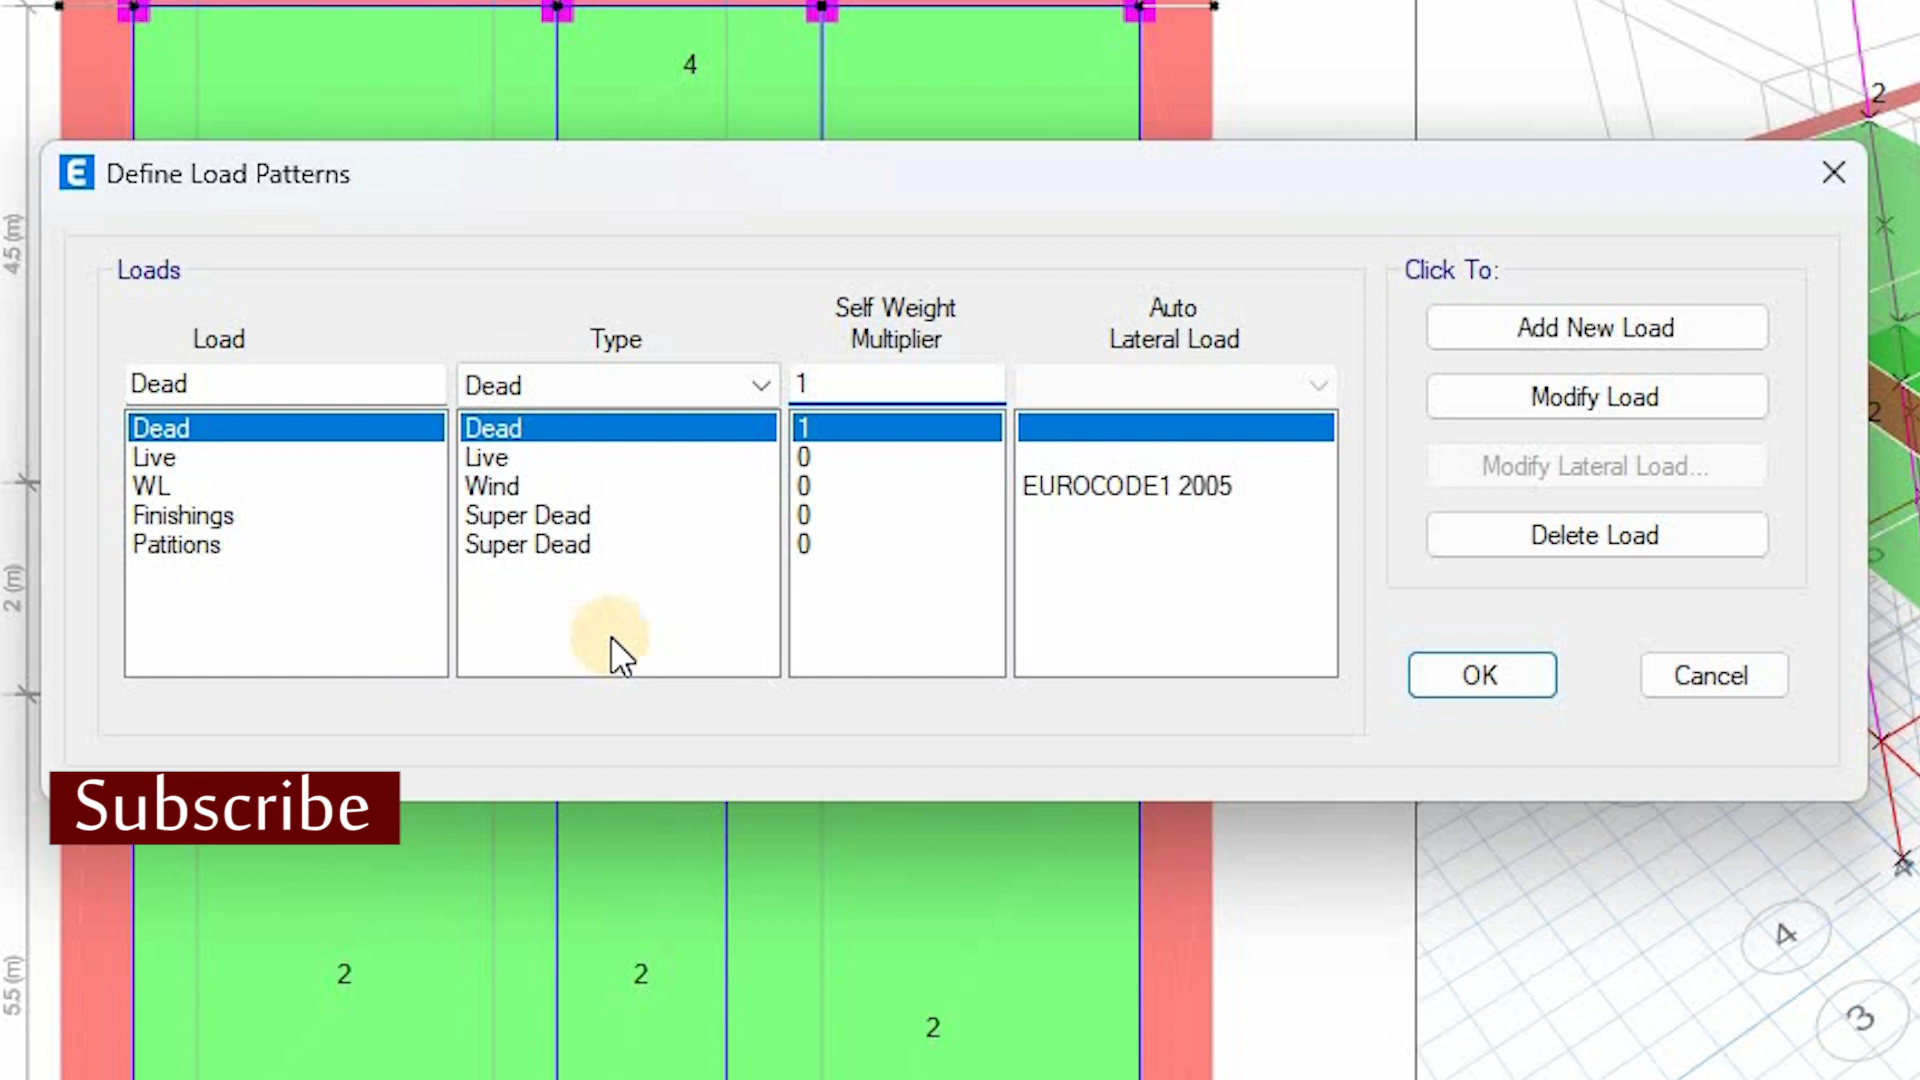 4
2
4.5 (m)
Define Load Patterns
Loads
Click To:
Load
Type
Self Weight
Multiplier
Auto
Lateral Load
Add New Load
Dead
Dead
1
Modify Load
Dead Dead 1
Live Live 0
WL Wind 0 EUROCODE1 2005
Finishings Super Dead 0
Patitions Super Dead 0
2
Modify Lateral Load...
Delete Load
2 (m)
OK
Cancel
Subscribe
4
2
2
2
5.5 (m)
3